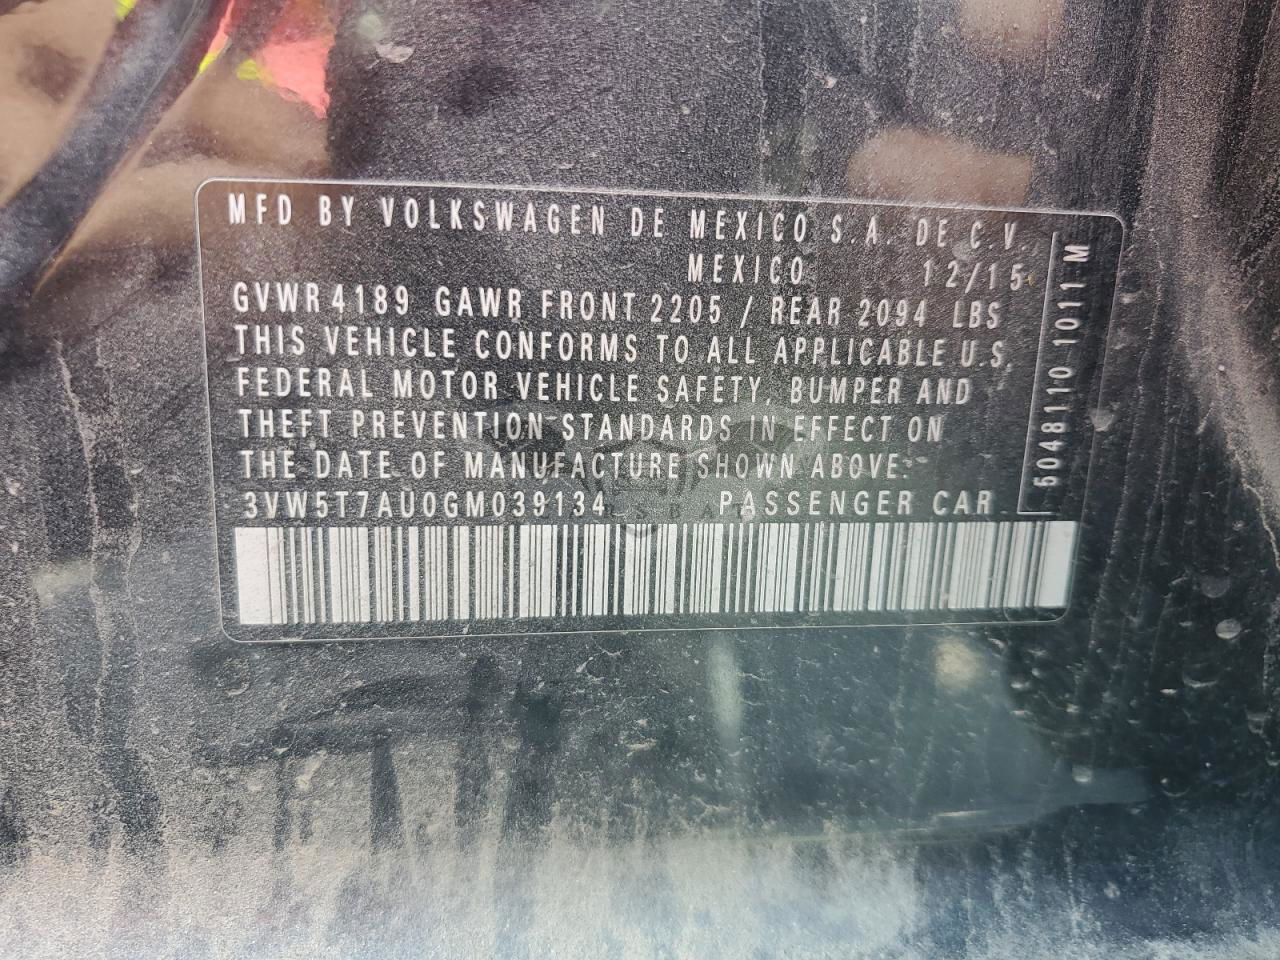 MFD BY VOLKSWAGEN DE MEXICO S.A. DE C.V.
MEXICO 12/15
GVWR 4189 GAWR FRONT 2205 / REAR 2094 LBS
THIS VEHICLE CONFORMS TO ALL APPLICABLE U.S.
FEDERAL MOTOR VEHICLE SAFETY, BUMPER AND
THEFT PREVENTION STANDARDS IN EFFECT ON
THE DATE OF MANUFACTURE SHOWN ABOVE.
3VW5T7AU0GM039134 PASSENGER CAR
5048110 1011 M